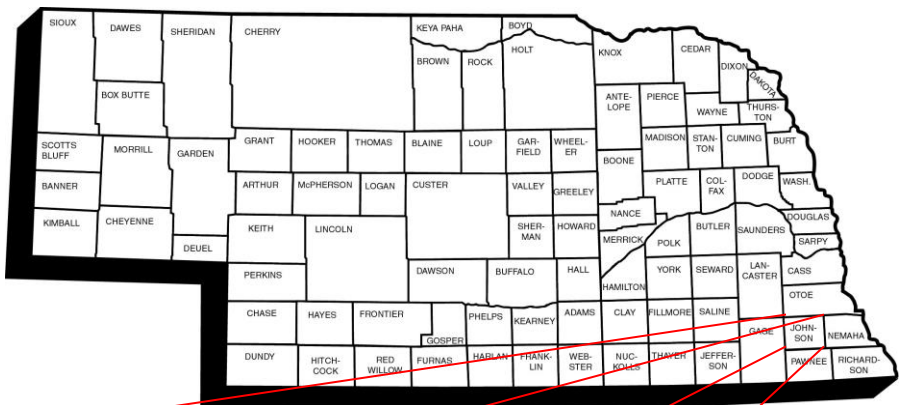 SIOUX
DAWES
SHERIDAN
CHERRY
KEYA PAHA
BOYD
BROWN
ROCK
HOLT
KNOX
CEDAR
DIXON
DAKOTA
BOX BUTTE
ANTE-
LOPE
PIERCE
WAYNE
THURS-
TON
SCOTTS
BLUFF
MORRILL
GARDEN
GRANT
HOOKER
THOMAS
BLAINE
LOUP
GAR-
FIELD
WHEEL-
ER
BOONE
MADISON
STAN-
TON
CUMING
BURT
BANNER
ARTHUR
McPHERSON
LOGAN
CUSTER
VALLEY
GREELEY
PLATTE
COL-
FAX
DODGE
WASH.
KIMBALL
CHEYENNE
DEUEL
KEITH
LINCOLN
SHER-
MAN
HOWARD
NANCE
MERRICK
POLK
BUTLER
SAUNDERS
DOUGLAS
SARPY
PERKINS
DAWSON
BUFFALO
HALL
HAMILTON
YORK
SEWARD
LAN-
CASTER
CASS
OTOE
CHASE
HAYES
FRONTIER
GOSPER
PHELPS
KEARNEY
ADAMS
CLAY
FILLMORE
SALINE
GAGE
JOHN-
SON
NEMAHA
DUNDY
HITCH-
COCK
RED
WILLOW
FURNAS
HARLAN
FRANK-
LIN
WEB-
STER
NUC-
KOLLS
THAYER
JEFFER-
SON
PAWNEE
RICHARD-
SON